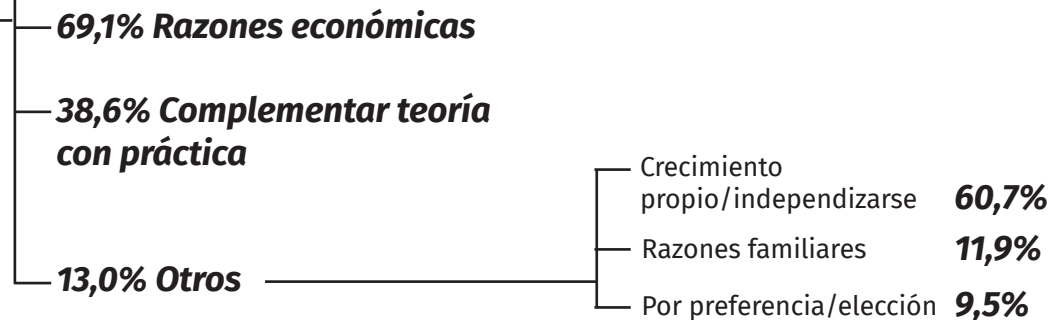 69,1% Razones económicas
38,6% Complementar teoría
con práctica
13,0% Otros
Crecimiento
propio/independizarse 60,7%
Razones familiares 11,9%
Por preferencia/elección 9,5%